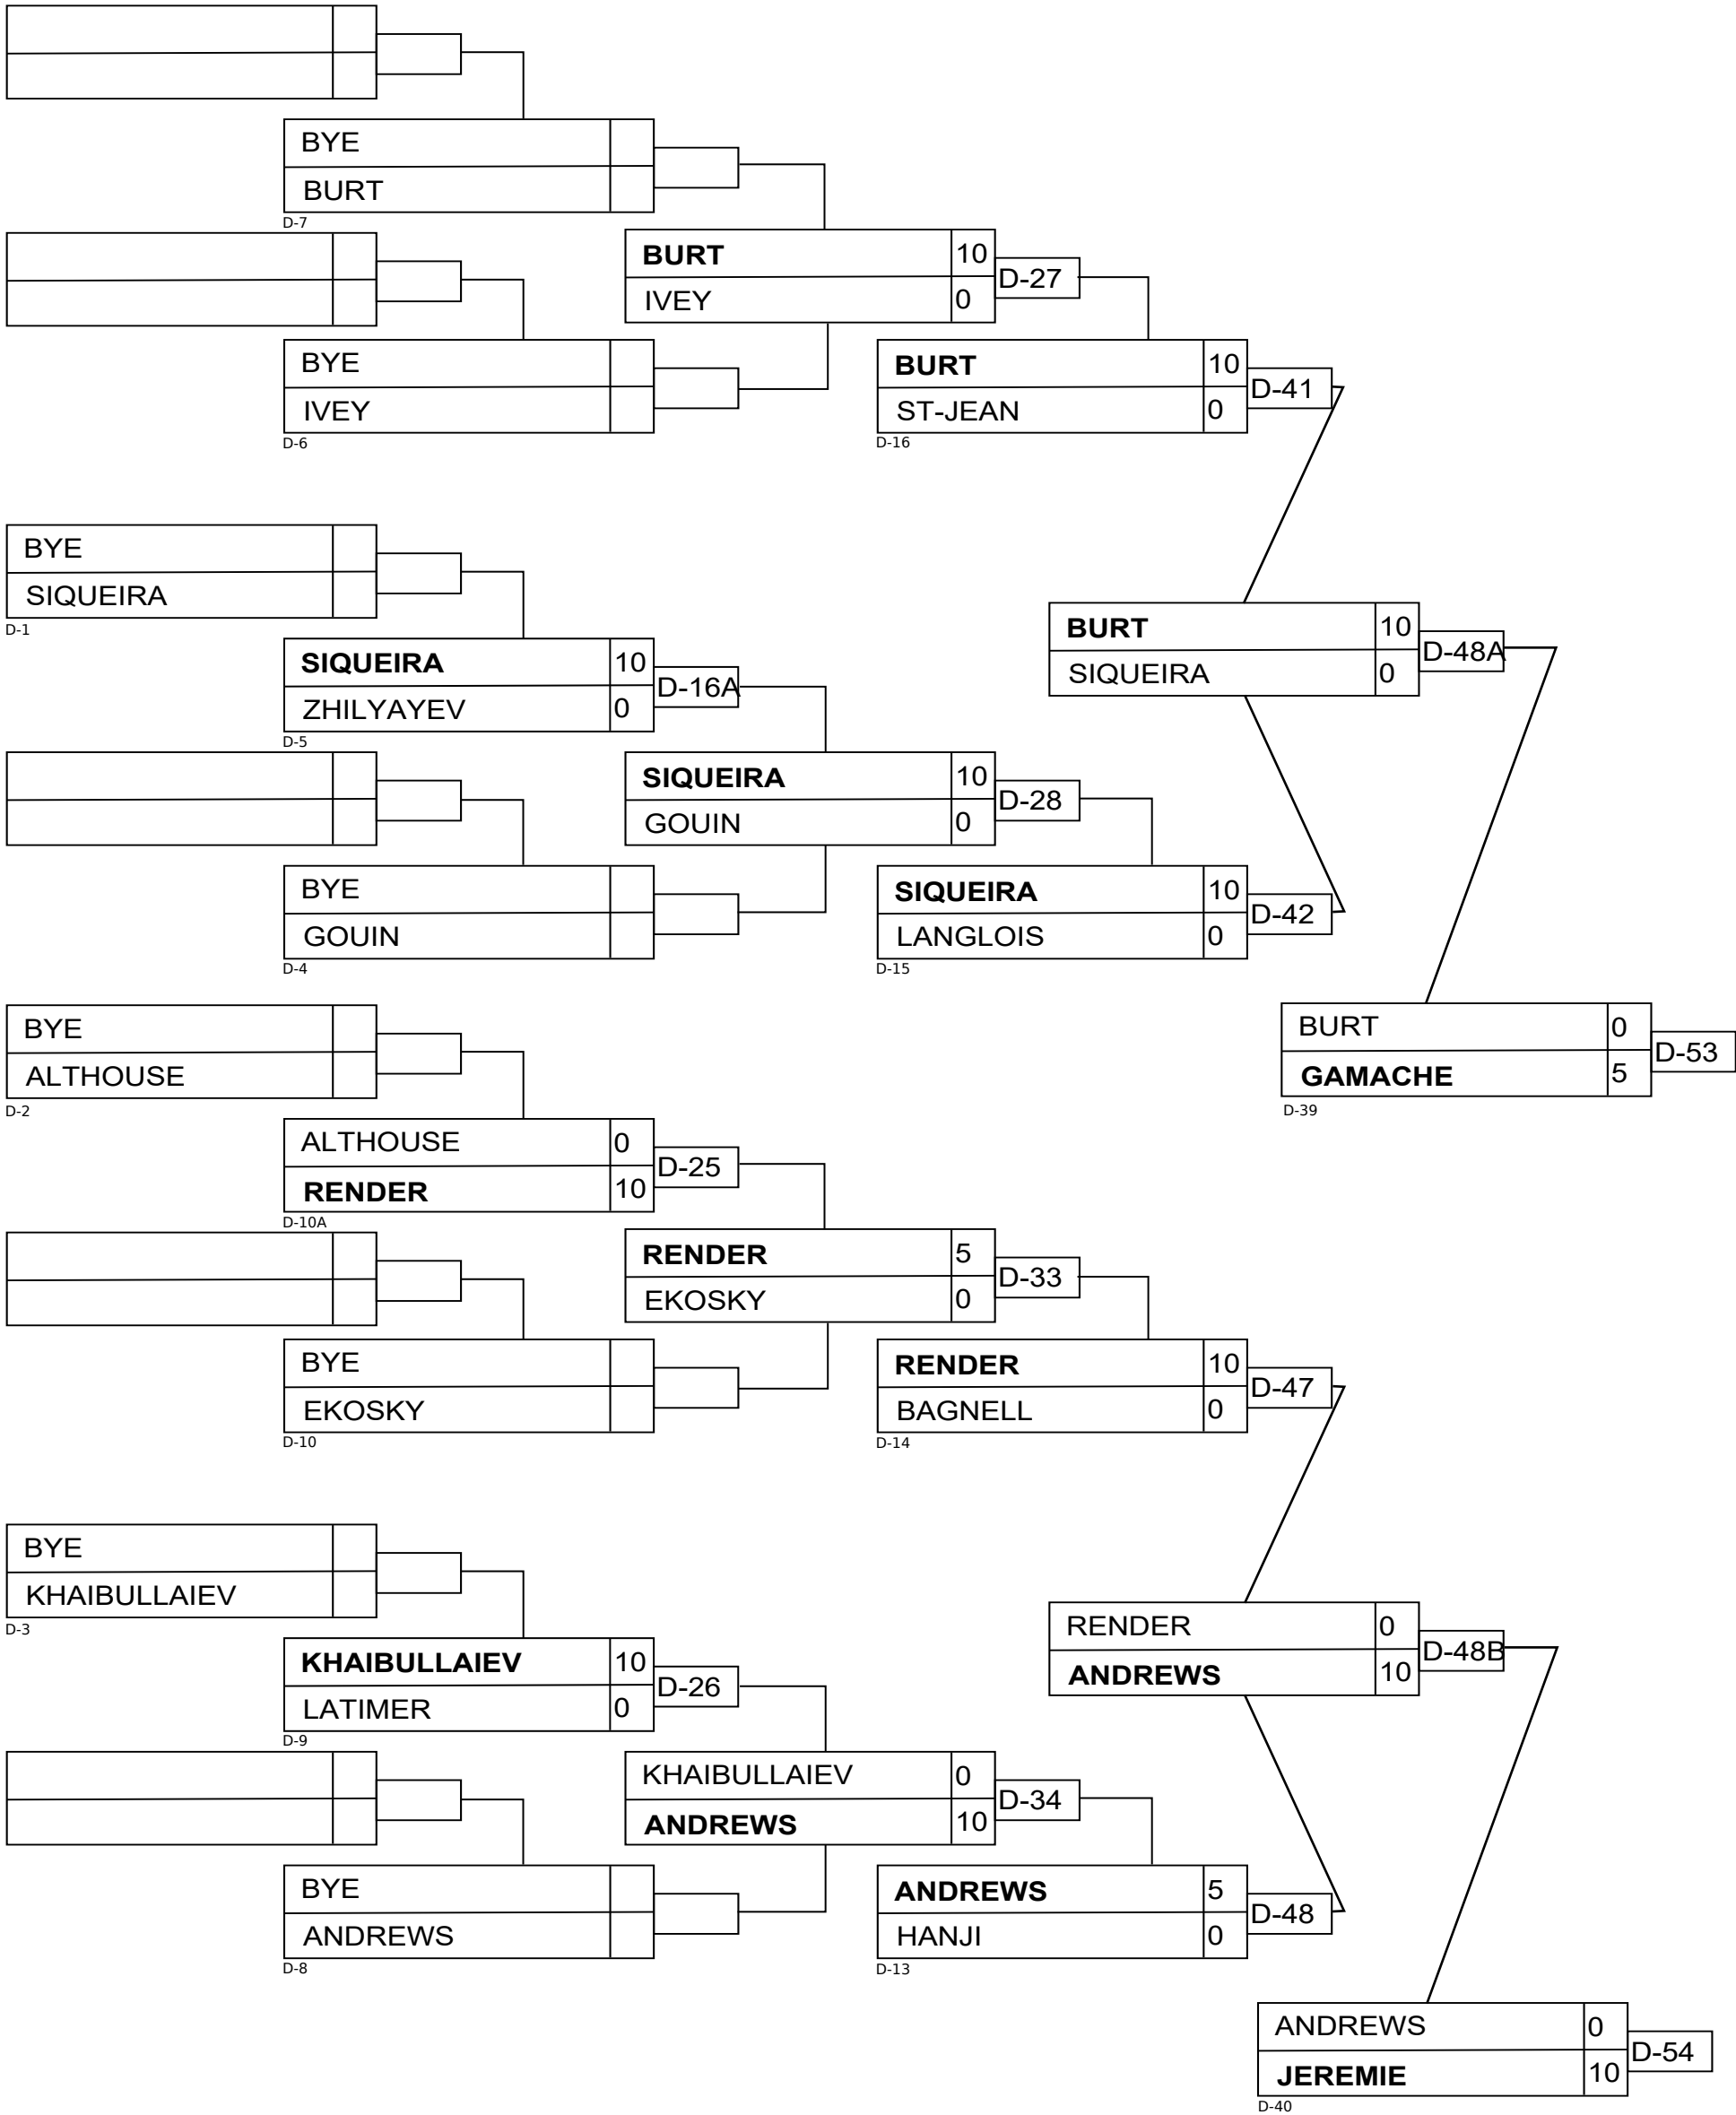 BYE
BURT
D-7
BURT 10
IVEY 0
D-27
BYE
IVEY
D-6
BURT 10
ST-JEAN 0
D-41
D-16
BYE
SIQUEIRA
D-1
BURT 10
SIQUEIRA 0
D-48A
SIQUEIRA 10
ZHILYAYEV 0
D-16A
D-5
SIQUEIRA 10
GOUIN 0
D-28
BYE
GOUIN
D-4
SIQUEIRA 10
LANGLOIS 0
D-42
D-15
BYE
ALTHOUSE
D-2
BURT 0
GAMACHE 5
D-53
D-39
ALTHOUSE 0
RENDER 10
D-25
D-10A
RENDER 5
EKOSKY 0
D-33
BYE
EKOSKY
D-10
RENDER 10
BAGNELL 0
D-47
D-14
BYE
KHAIBULLAIEV
D-3
RENDER 0
ANDREWS 10
D-48B
KHAIBULLAIEV 10
LATIMER 0
D-26
D-9
KHAIBULLAIEV 0
ANDREWS 10
D-34
BYE
ANDREWS
D-8
ANDREWS 5
HANJI 0
D-48
D-13
ANDREWS 0
JEREMIE 10
D-54
D-40